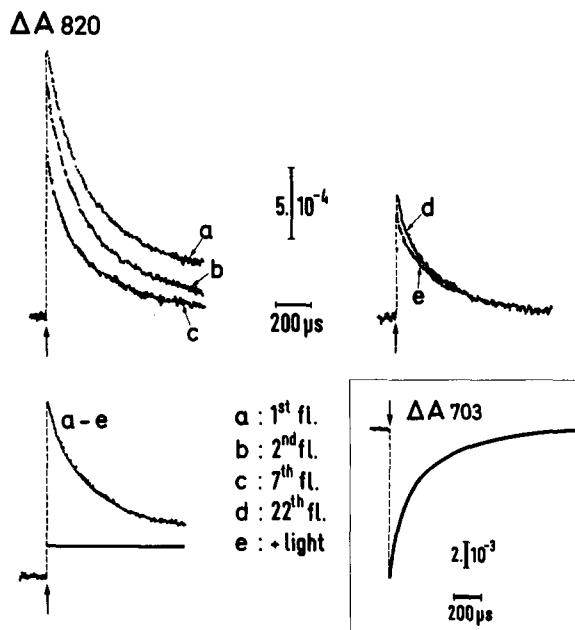 ΔA 820
a
b
c
5.10⁻⁴
200 µs
d
e
a-e
a : 1st fl.
b : 2nd fl.
c : 7th fl.
d : 22th fl.
e : + light
ΔA 703
2.10⁻³
200 µs